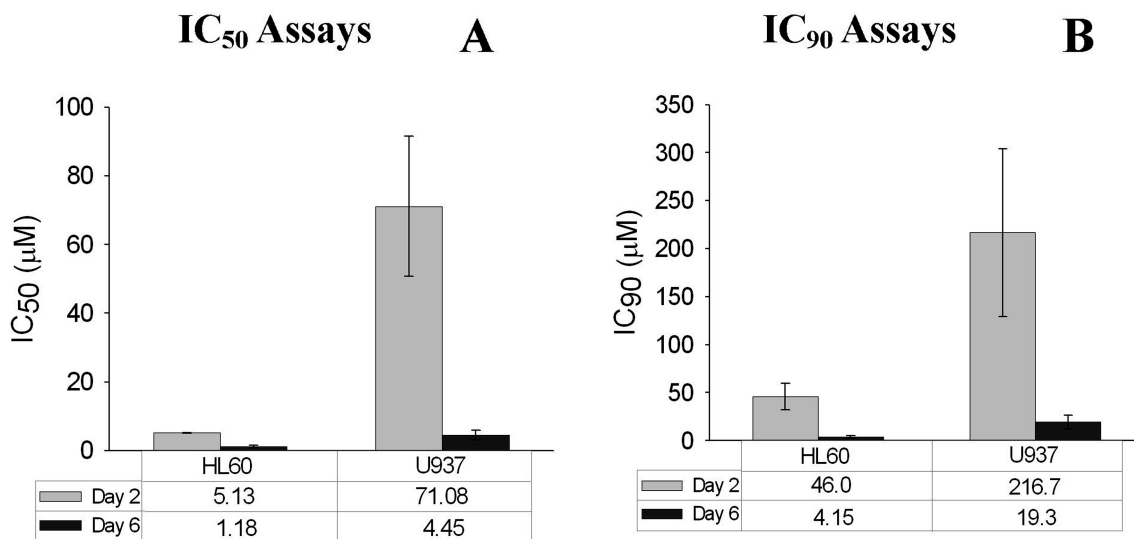 IC50 Assays A
100
80
60
40
20
0
IC50 (μM)
HL60 U937
Day 2 5.13 71.08
Day 6 1.18 4.45
IC90 Assays B
350
300
250
200
150
100
50
0
IC90 (μM)
HL60 U937
Day 2 46.0 216.7
Day 6 4.15 19.3